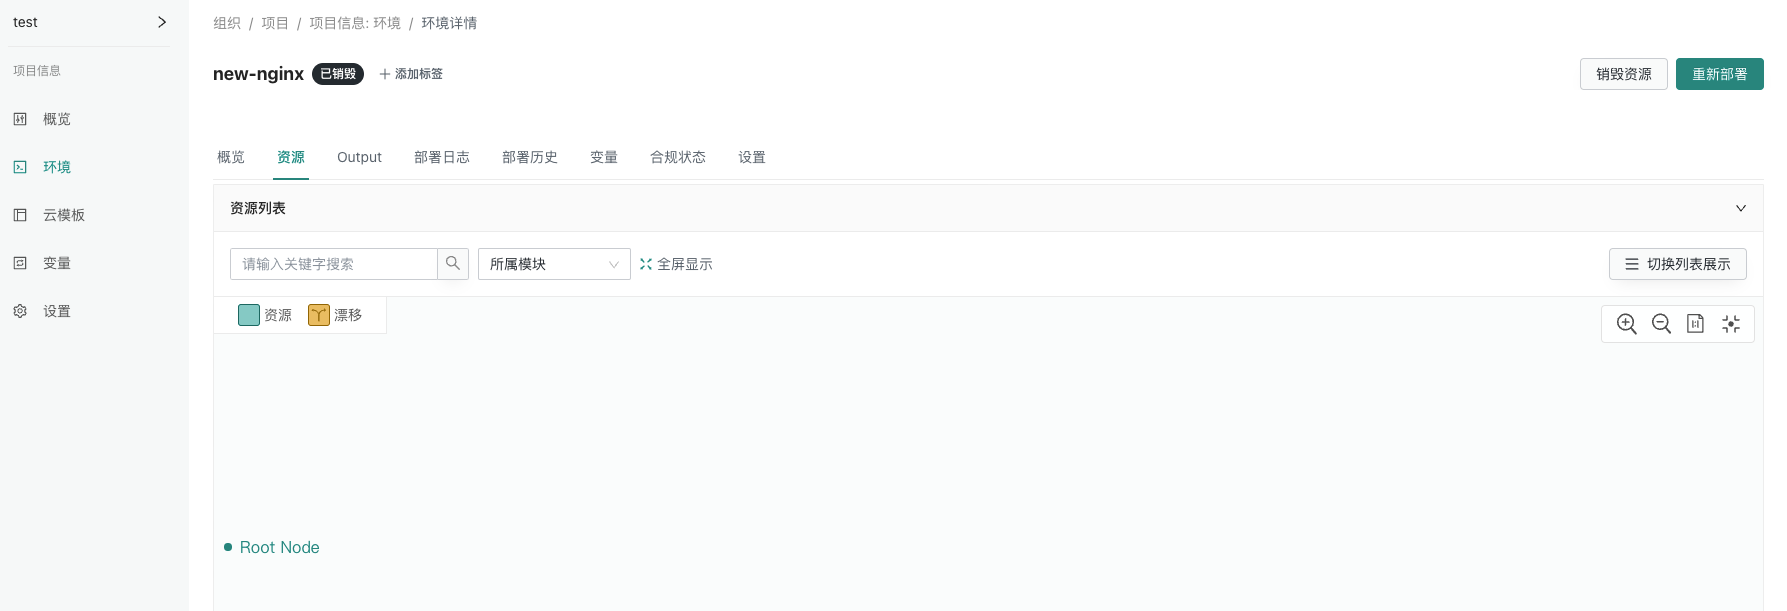 test
项目信息
概览
环境
云模板
变量
设置
组织 / 项目 / 项目信息: 环境 / 环境详情
new-nginx 已销毁 添加标签
销毁资源 重新部署
概览 资源 Output 部署日志 部署历史 变量 合规状态 设置
资源列表
请输入关键字搜索 所属模块 全屏显示 切换列表展示
资源 漂移
Root Node